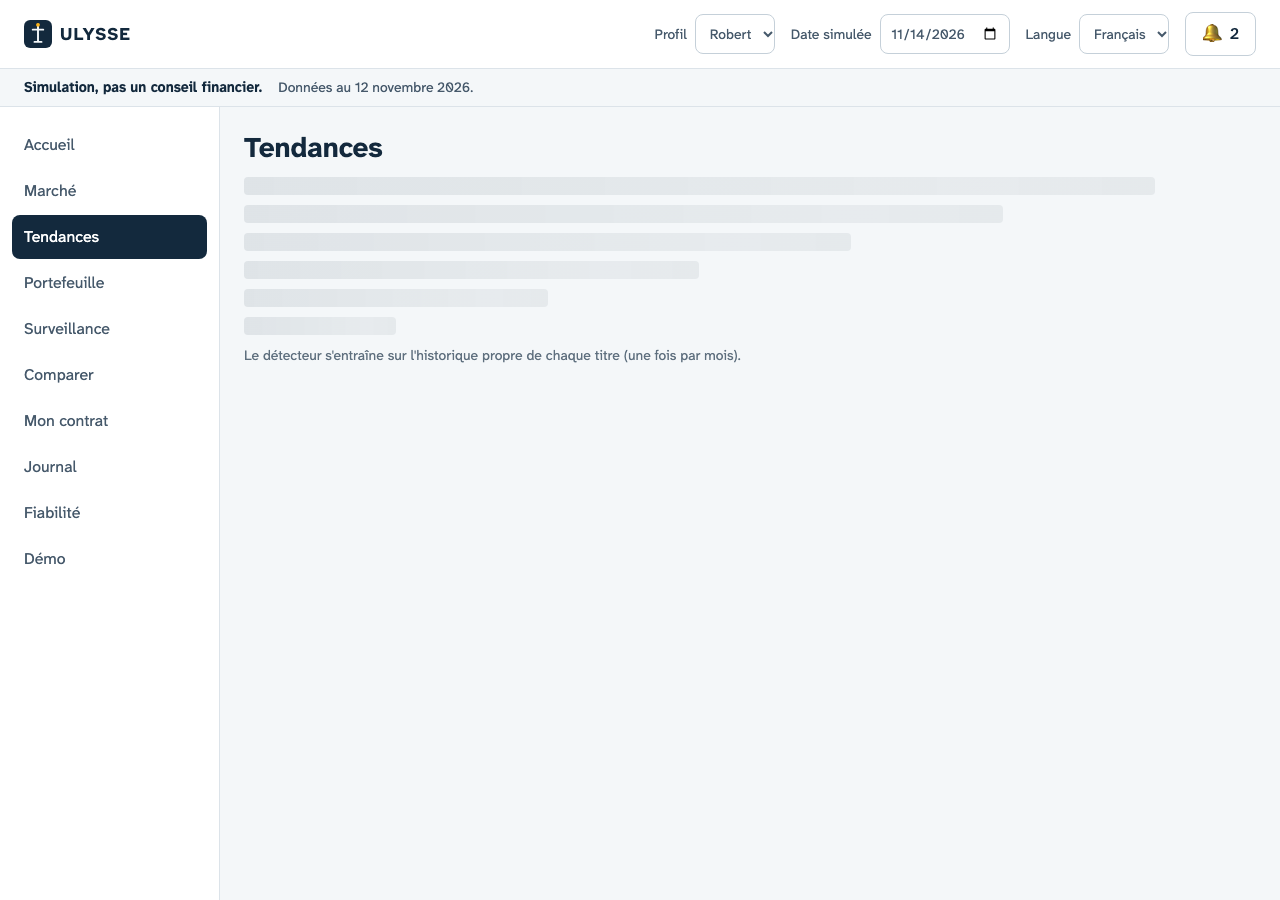 ULYSSE
Profil Robert Date simulée 11/14/2026 Langue Français 2
Simulation, pas un conseil financier. Données au 12 novembre 2026.
Accueil
Marché
Tendances
Portefeuille
Surveillance
Comparer
Mon contrat
Journal
Fiabilité
Démo
Tendances
Le détecteur s'entraîne sur l'historique propre de chaque titre (une fois par mois).